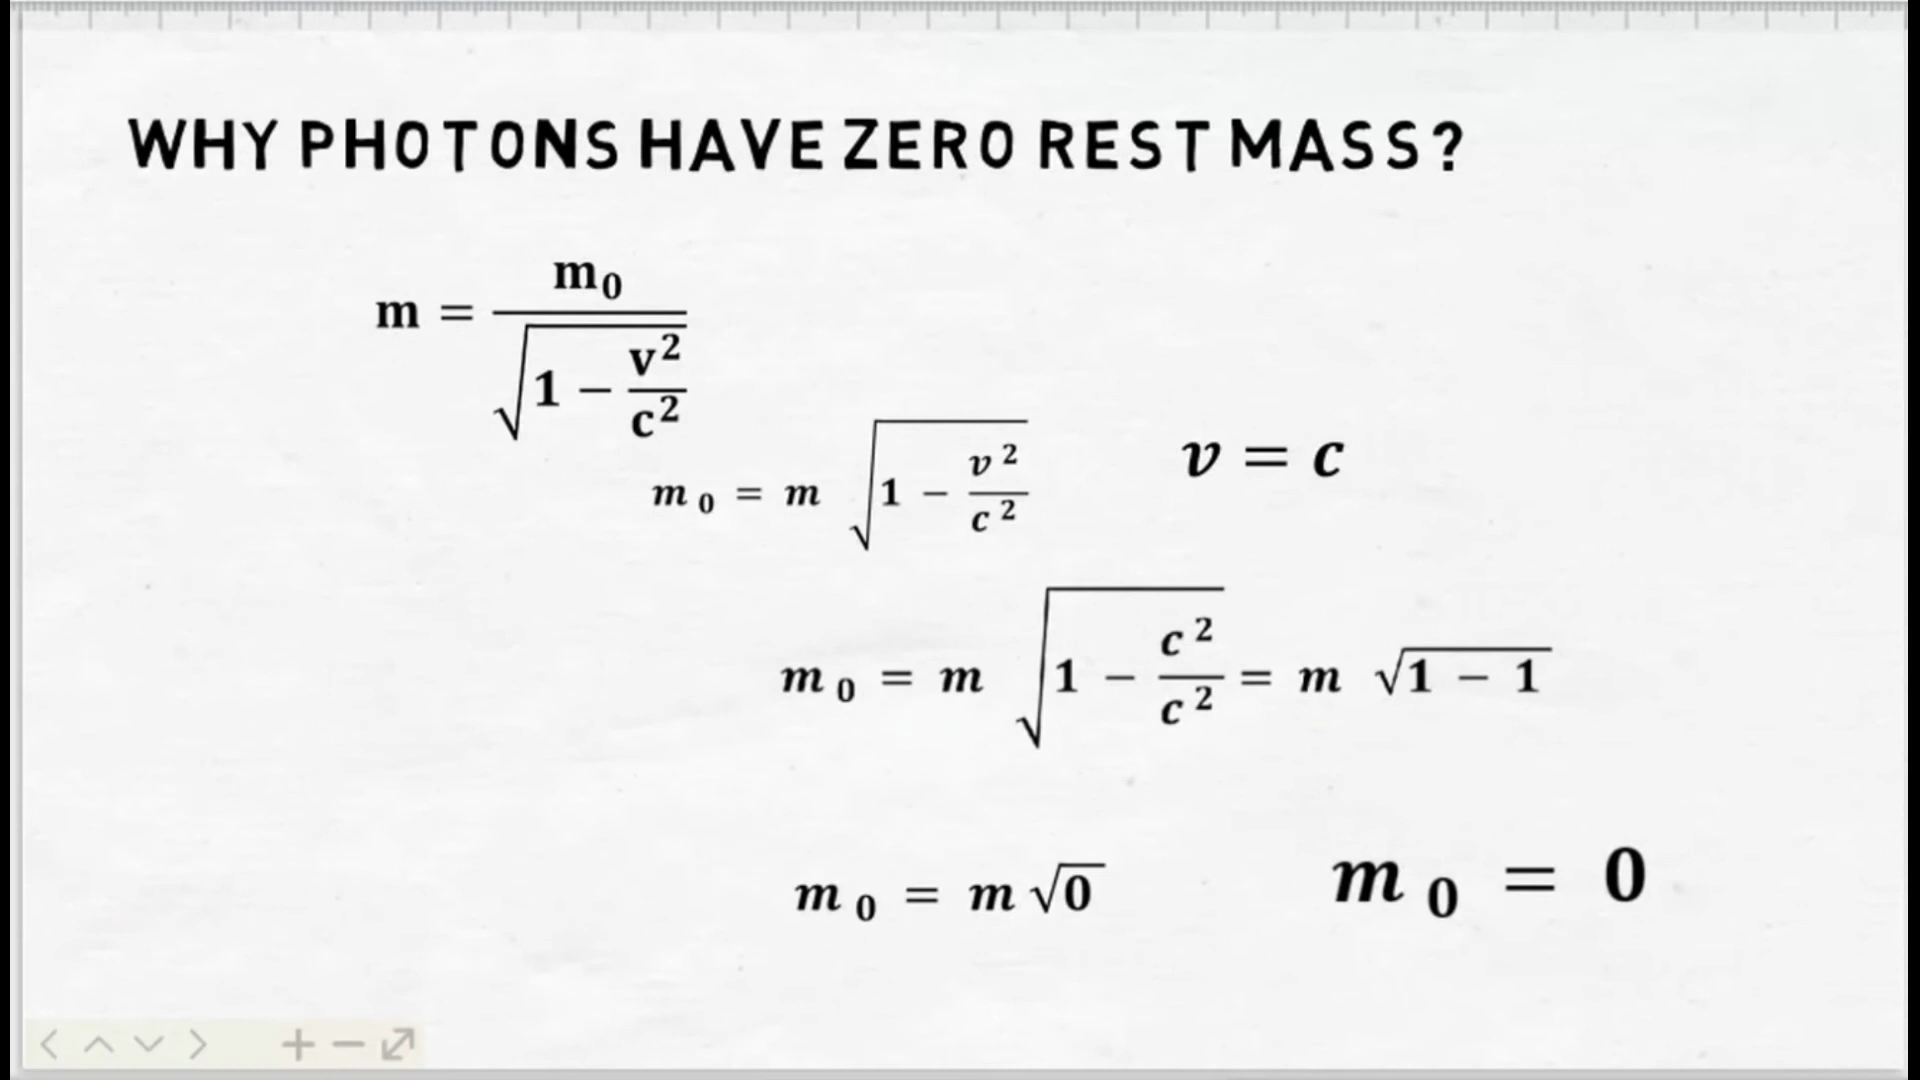 WHY PHOTONS HAVE ZERO REST MASS?
m = m₀ / √(1 − v²/c²)
m₀ = m √(1 − v²/c²)
v = c
m₀ = m √(1 − c²/c²) = m √(1 − 1)
m₀ = m √0
m₀ = 0